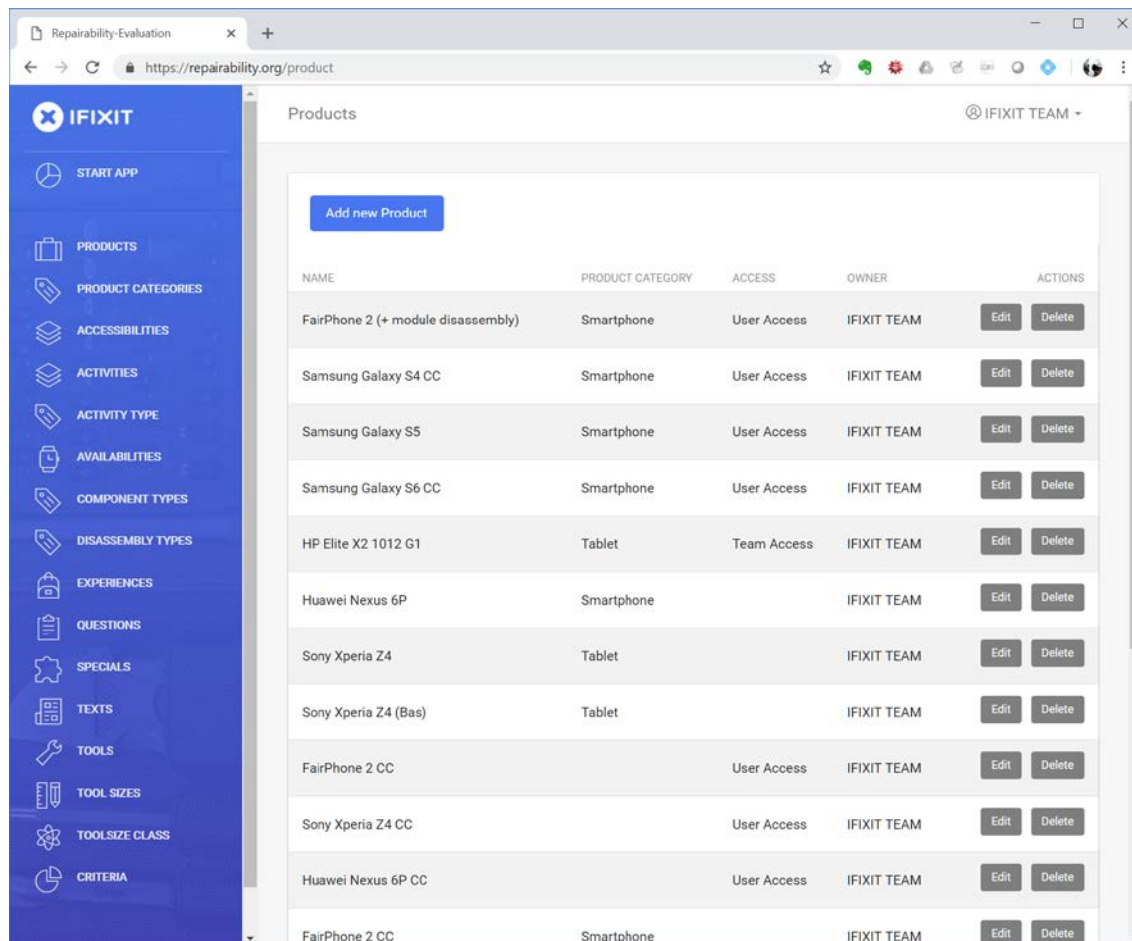 Repairability-Evaluation
https://repairability.org/product
IFIXIT
Products
IFIXIT TEAM
START APP
PRODUCTS
PRODUCT CATEGORIES
ACCESSIBILITIES
ACTIVITIES
ACTIVITY TYPE
AVAILABILITIES
COMPONENT TYPES
DISASSEMBLY TYPES
EXPERIENCES
QUESTIONS
SPECIALS
TEXTS
TOOLS
TOOL SIZES
TOOLSIZE CLASS
CRITERIA
Add new Product
NAME PRODUCT CATEGORY ACCESS OWNER ACTIONS
FairPhone 2 (+ module disassembly) Smartphone User Access IFIXIT TEAM Edit Delete
Samsung Galaxy S4 CC Smartphone User Access IFIXIT TEAM Edit Delete
Samsung Galaxy S5 Smartphone User Access IFIXIT TEAM Edit Delete
Samsung Galaxy S6 CC Smartphone User Access IFIXIT TEAM Edit Delete
HP Elite X2 1012 G1 Tablet Team Access IFIXIT TEAM Edit Delete
Huawei Nexus 6P Smartphone IFIXIT TEAM Edit Delete
Sony Xperia Z4 Tablet IFIXIT TEAM Edit Delete
Sony Xperia Z4 (Bas) Tablet IFIXIT TEAM Edit Delete
FairPhone 2 CC User Access IFIXIT TEAM Edit Delete
Sony Xperia Z4 CC User Access IFIXIT TEAM Edit Delete
Huawei Nexus 6P CC User Access IFIXIT TEAM Edit Delete
FairPhone 2 CC Smartphone IFIXIT TEAM Edit Delete